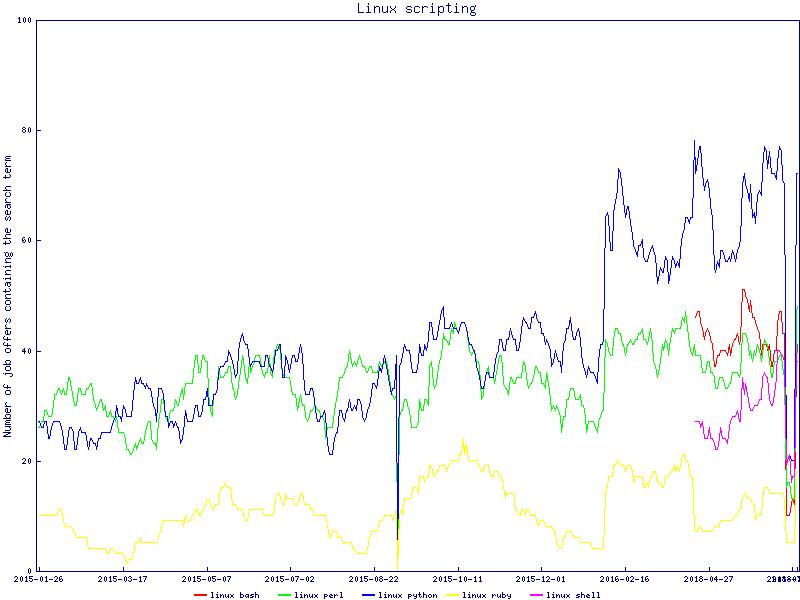 Linux scripting
Number of job offers containing the search term
100
80
60
40
20
0
2015-01-26 2015-03-17 2015-05-07 2015-07-02 2015-08-22 2015-10-11 2015-12-01 2016-02-16 2018-04-27
linux bash linux perl linux python linux ruby linux shell